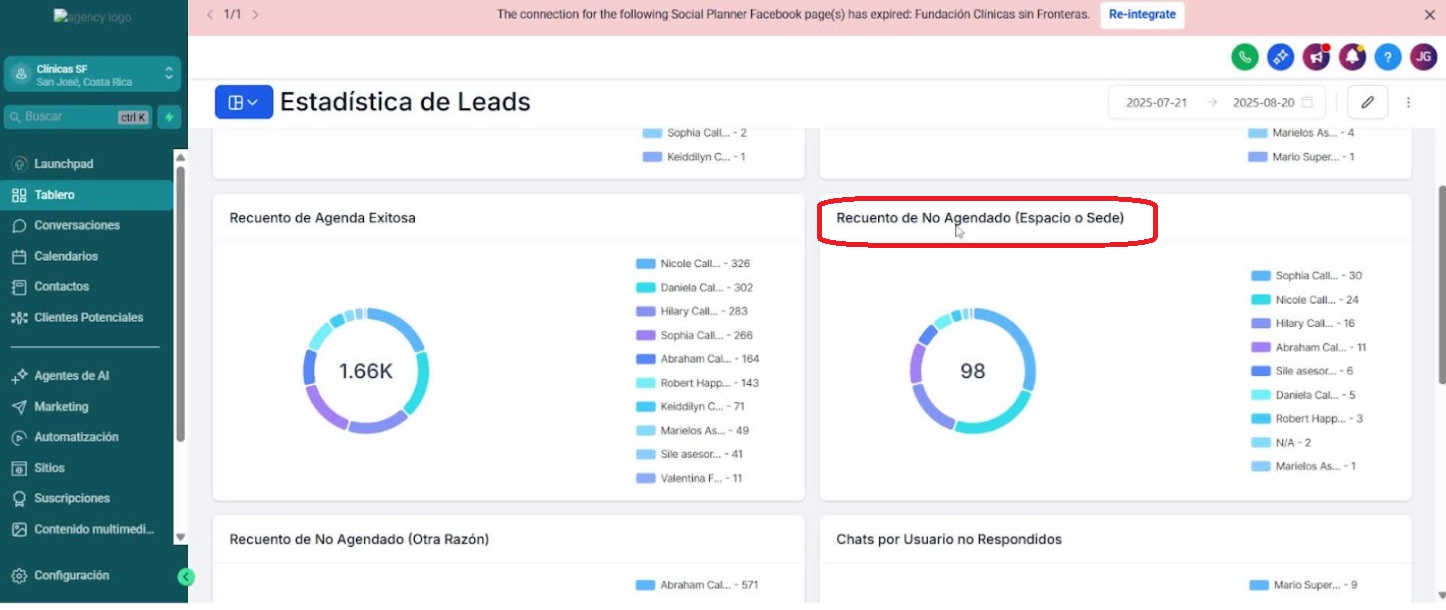 agency logo
Clínicas SF
San José, Costa Rica
Buscar
ctrl K
Launchpad
Tablero
Conversaciones
Calendarios
Contactos
Clientes Potenciales
Agentes de AI
Marketing
Automatización
Sitios
Suscripciones
Contenido multimedi...
Configuración
1/1
The connection for the following Social Planner Facebook page(s) has expired: Fundación Clínicas sin Fronteras.
Re-integrate
JG
Estadística de Leads
2025-07-21 → 2025-08-20
Sophia Call... - 2
Keiddilyn C... - 1
Marielos As... - 4
Mario Super... - 1
Recuento de Agenda Exitosa
1.66K
Nicole Call... - 326
Daniela Cal... - 302
Hilary Call... - 283
Sophia Call... - 266
Abraham Cal... - 164
Robert Happ... - 143
Keiddilyn C... - 71
Marielos As... - 49
Sile asesor... - 41
Valentina F... - 11
Recuento de No Agendado (Espacio o Sede)
98
Sophia Call... - 30
Nicole Call... - 24
Hilary Call... - 16
Abraham Cal... - 11
Sile asesor... - 6
Daniela Cal... - 5
Robert Happ... - 3
N/A - 2
Marielos As... - 1
Recuento de No Agendado (Otra Razón)
Abraham Cal... - 571
Chats por Usuario no Respondidos
Mario Super... - 9